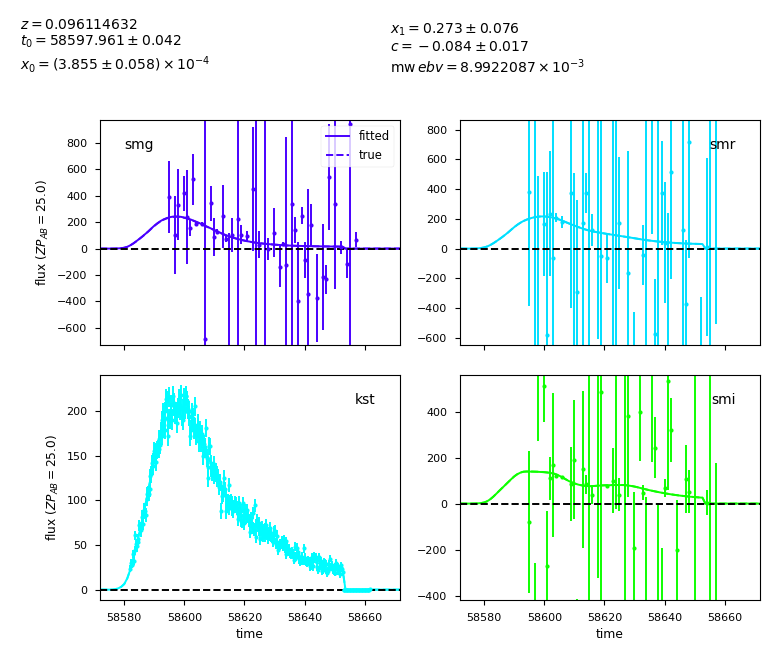 z = 0.096114632
t₀ = 58597.961 ± 0.042
x₀ = (3.855 ± 0.058) × 10⁻⁴
x₁ = 0.273 ± 0.076
c = −0.084 ± 0.017
mw ebv = 8.9922087 × 10⁻³
smg
fitted
true
800
600
400
200
0
−200
−400
−600
flux (ZP_AB = 25.0)
smr
800
600
400
200
0
−200
−400
−600
kst
200
150
100
50
0
flux (ZP_AB = 25.0)
58580 58600 58620 58640 58660
time
smi
400
200
0
−200
−400
58580 58600 58620 58640 58660
time